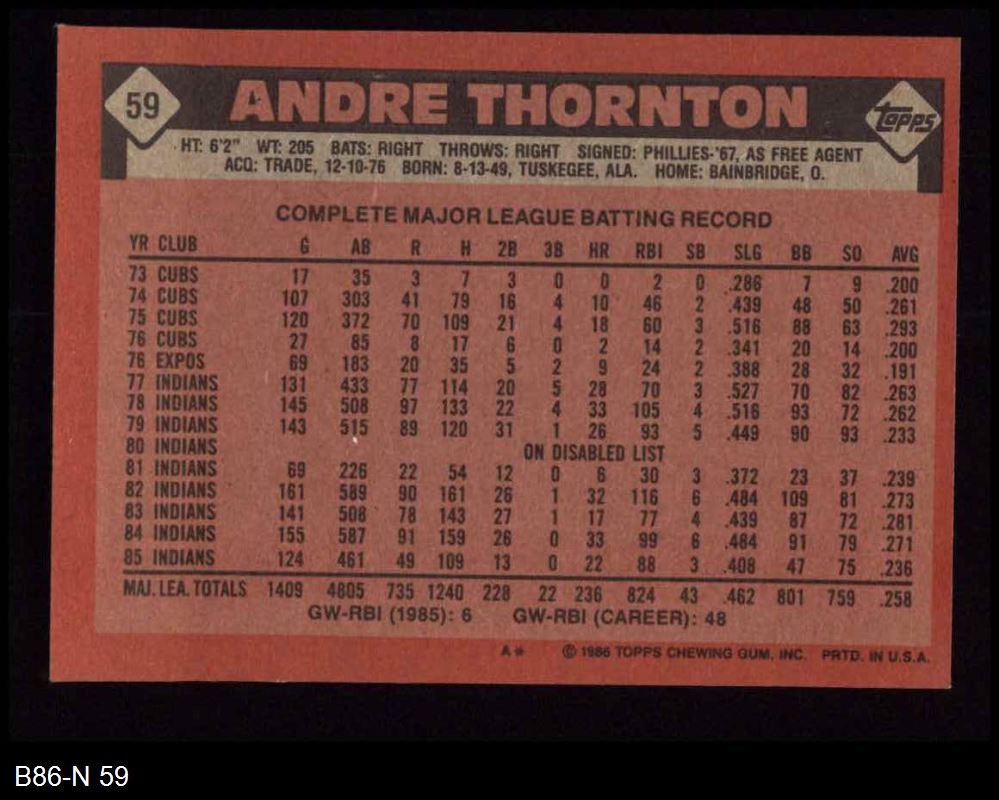 59 ANDRE THORNTON Topps
HT: 6'2" WT: 205 BATS: RIGHT THROWS: RIGHT SIGNED: PHILLIES-'67, AS FREE AGENT
ACQ: TRADE, 12-10-76 BORN: 8-13-49, TUSKEGEE, ALA. HOME: BAINBRIDGE, O.
COMPLETE MAJOR LEAGUE BATTING RECORD
YR CLUB G AB R H 2B 3B HR RBI SB SLG BB SO AVG
73 CUBS 17 35 3 7 3 0 0 2 0 .286 7 9 .200
74 CUBS 107 303 41 79 16 4 10 46 2 .439 48 50 .261
75 CUBS 120 372 70 109 21 4 18 60 3 .516 88 63 .293
76 CUBS 27 85 8 17 6 0 2 14 2 .341 20 14 .200
76 EXPOS 69 183 20 35 5 2 9 24 2 .388 28 32 .191
77 INDIANS 131 433 77 114 20 5 28 70 3 .527 70 82 .263
78 INDIANS 145 508 97 133 22 4 33 105 4 .516 93 72 .262
79 INDIANS 143 515 89 120 31 1 26 93 5 .449 90 93 .233
80 INDIANS ON DISABLED LIST
81 INDIANS 69 226 22 54 12 0 6 30 3 .372 23 37 .239
82 INDIANS 161 589 90 161 26 1 32 116 6 .484 109 81 .273
83 INDIANS 141 508 78 143 27 1 17 77 4 .439 87 72 .281
84 INDIANS 155 587 91 159 26 0 33 99 6 .484 91 79 .271
85 INDIANS 124 461 49 109 13 0 22 88 3 .408 47 75 .236
MAJ. LEA. TOTALS 1409 4805 735 1240 228 22 236 824 43 .462 801 759 .258
GW-RBI (1985): 6 GW-RBI (CAREER): 48
A* © 1986 TOPPS CHEWING GUM, INC. PRTD. IN U.S.A.
B86-N 59